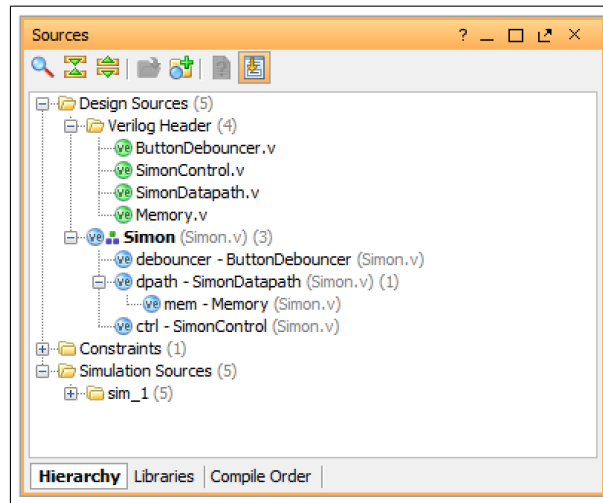 Sources
Design Sources (5)
Verilog Header (4)
ButtonDebouncer.v
SimonControl.v
SimonDatapath.v
Memory.v
Simon (Simon.v) (3)
debouncer - ButtonDebouncer (Simon.v)
dpath - SimonDatapath (Simon.v) (1)
mem - Memory (Simon.v)
ctrl - SimonControl (Simon.v)
Constraints (1)
Simulation Sources (5)
sim_1 (5)
Hierarchy Libraries Compile Order